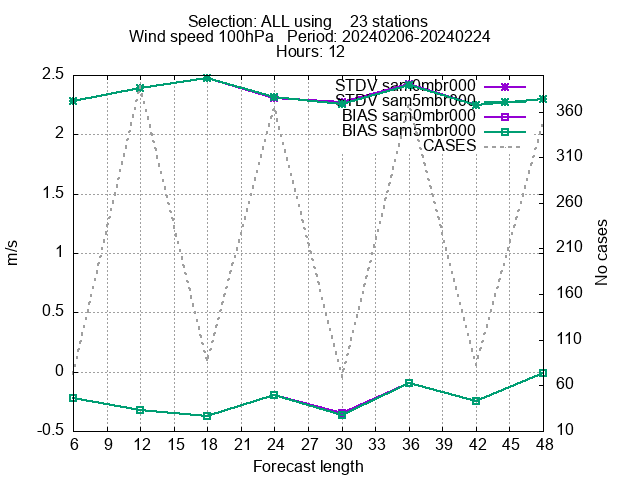 Selection: ALL using    23 stations
Wind speed 100hPa   Period: 20240206-20240224
Hours: 12
STDV sam0mbr000
STDV sam5mbr000
BIAS sam0mbr000
BIAS sam5mbr000
CASES
2.5
2
1.5
1
0.5
0
-0.5
m/s
360
310
260
210
160
110
60
10
No cases
6 9 12 15 18 21 24 27 30 33 36 39 42 45 48
Forecast length